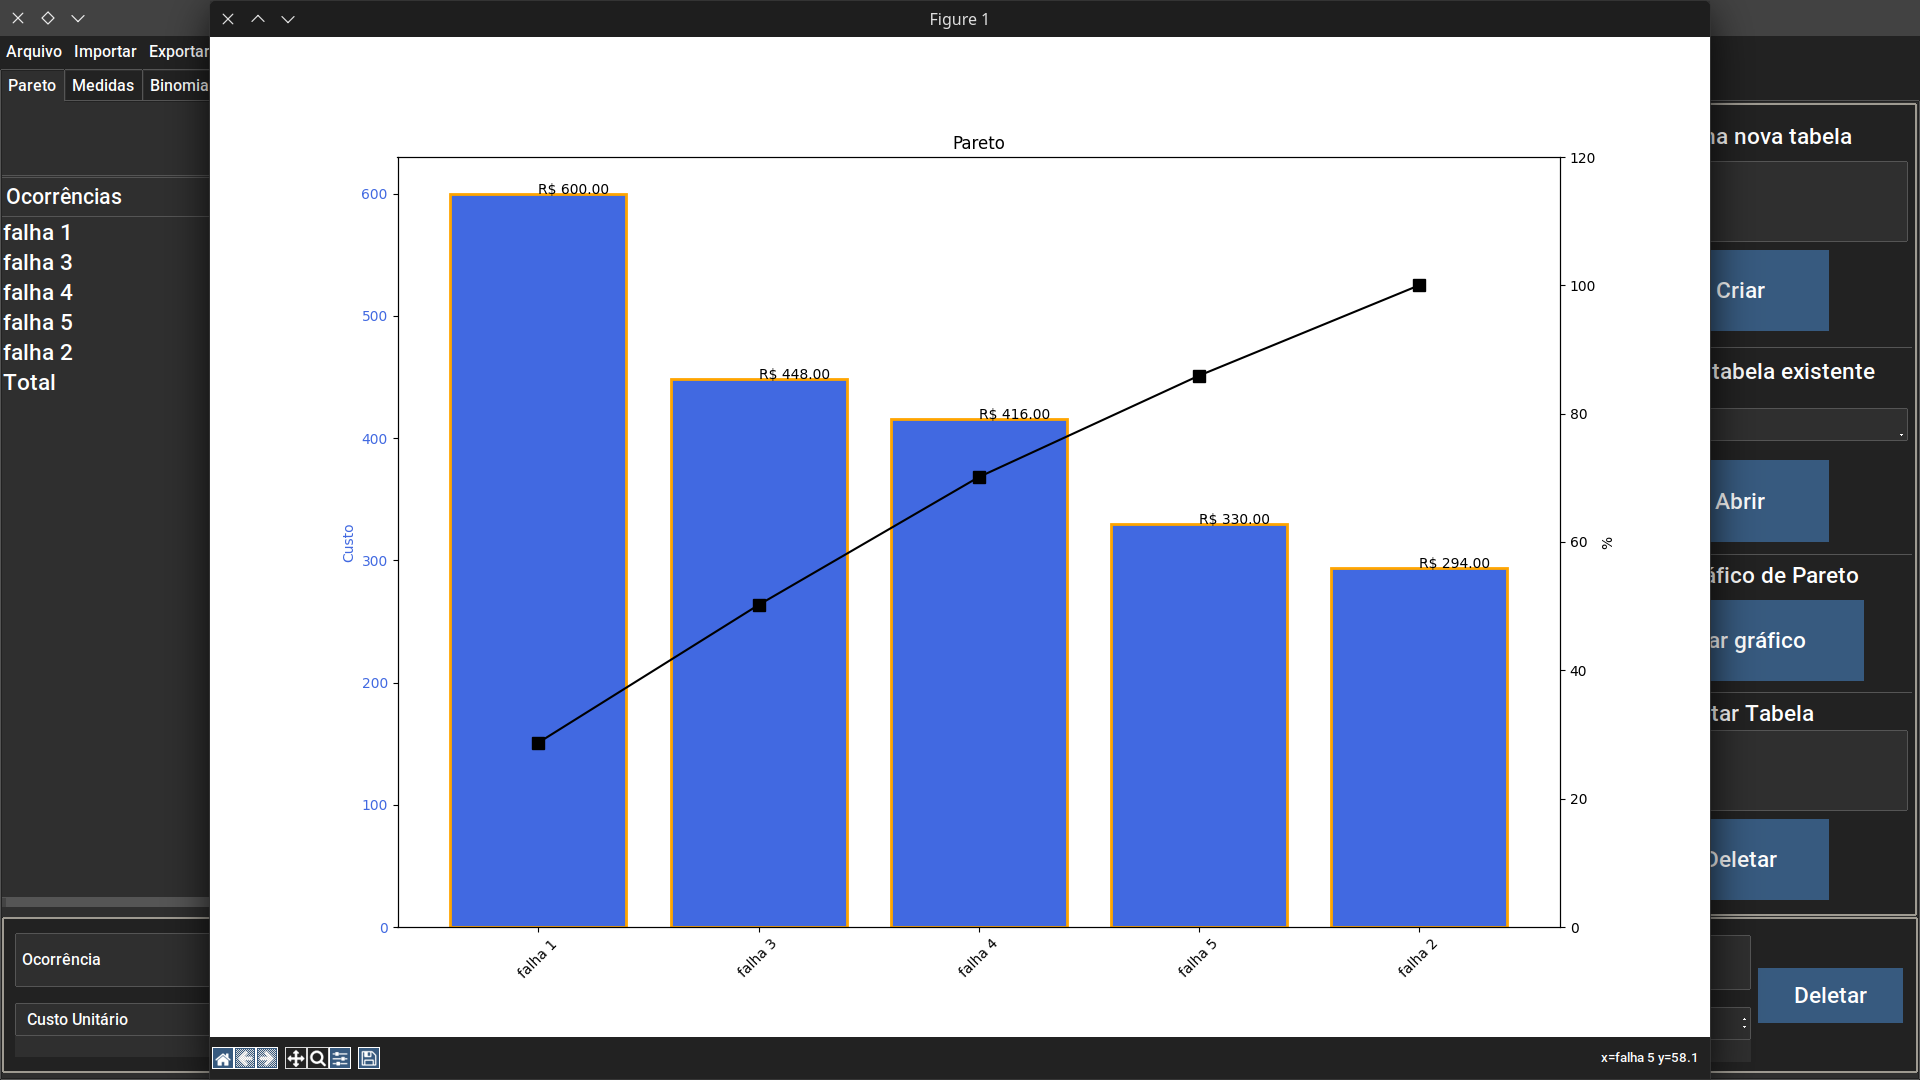 Figure 1
Arquivo Importar Exportar
Pareto Medidas Binomia
Ocorrências
falha 1
falha 3
falha 4
falha 5
falha 2
Total
Ocorrência
Custo Unitário
Pareto
R$ 600.00
R$ 448.00
R$ 416.00
R$ 330.00
R$ 294.00
600
500
400
300
200
100
0
Custo
120
100
80
60
40
20
0
%
falha 1
falha 3
falha 4
falha 5
falha 2
x=falha 5 y=58.1
na nova tabela
Criar
tabela existente
Abrir
áfico de Pareto
ar gráfico
tar Tabela
Deletar
Deletar